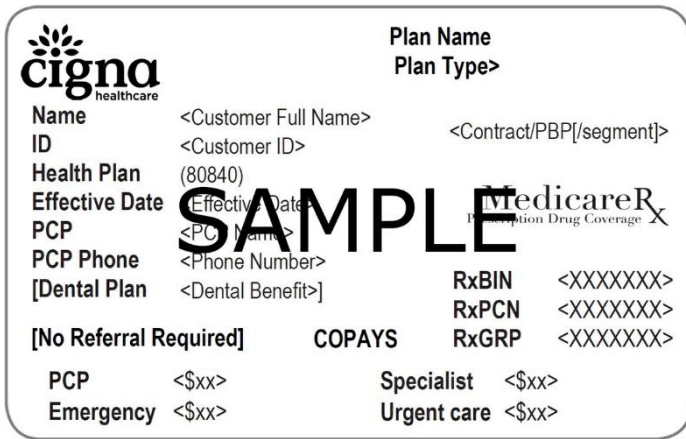 Plan Name
Plan Type>
cigna
healthcare
Name <Customer Full Name>
<Contract/PBP[/segment]>
ID <Customer ID>
Health Plan (80840)
Effective Date <Effective Date>
MedicareRx
Prescription Drug Coverage
SAMPLE
PCP <PCP Name>
PCP Phone <Phone Number>
[Dental Plan <Dental Benefit>]
RxBIN <XXXXXXX>
RxPCN <XXXXXXX>
[No Referral Required] COPAYS RxGRP <XXXXXXX>
PCP <$xx> Specialist <$xx>
Emergency <$xx> Urgent care <$xx>